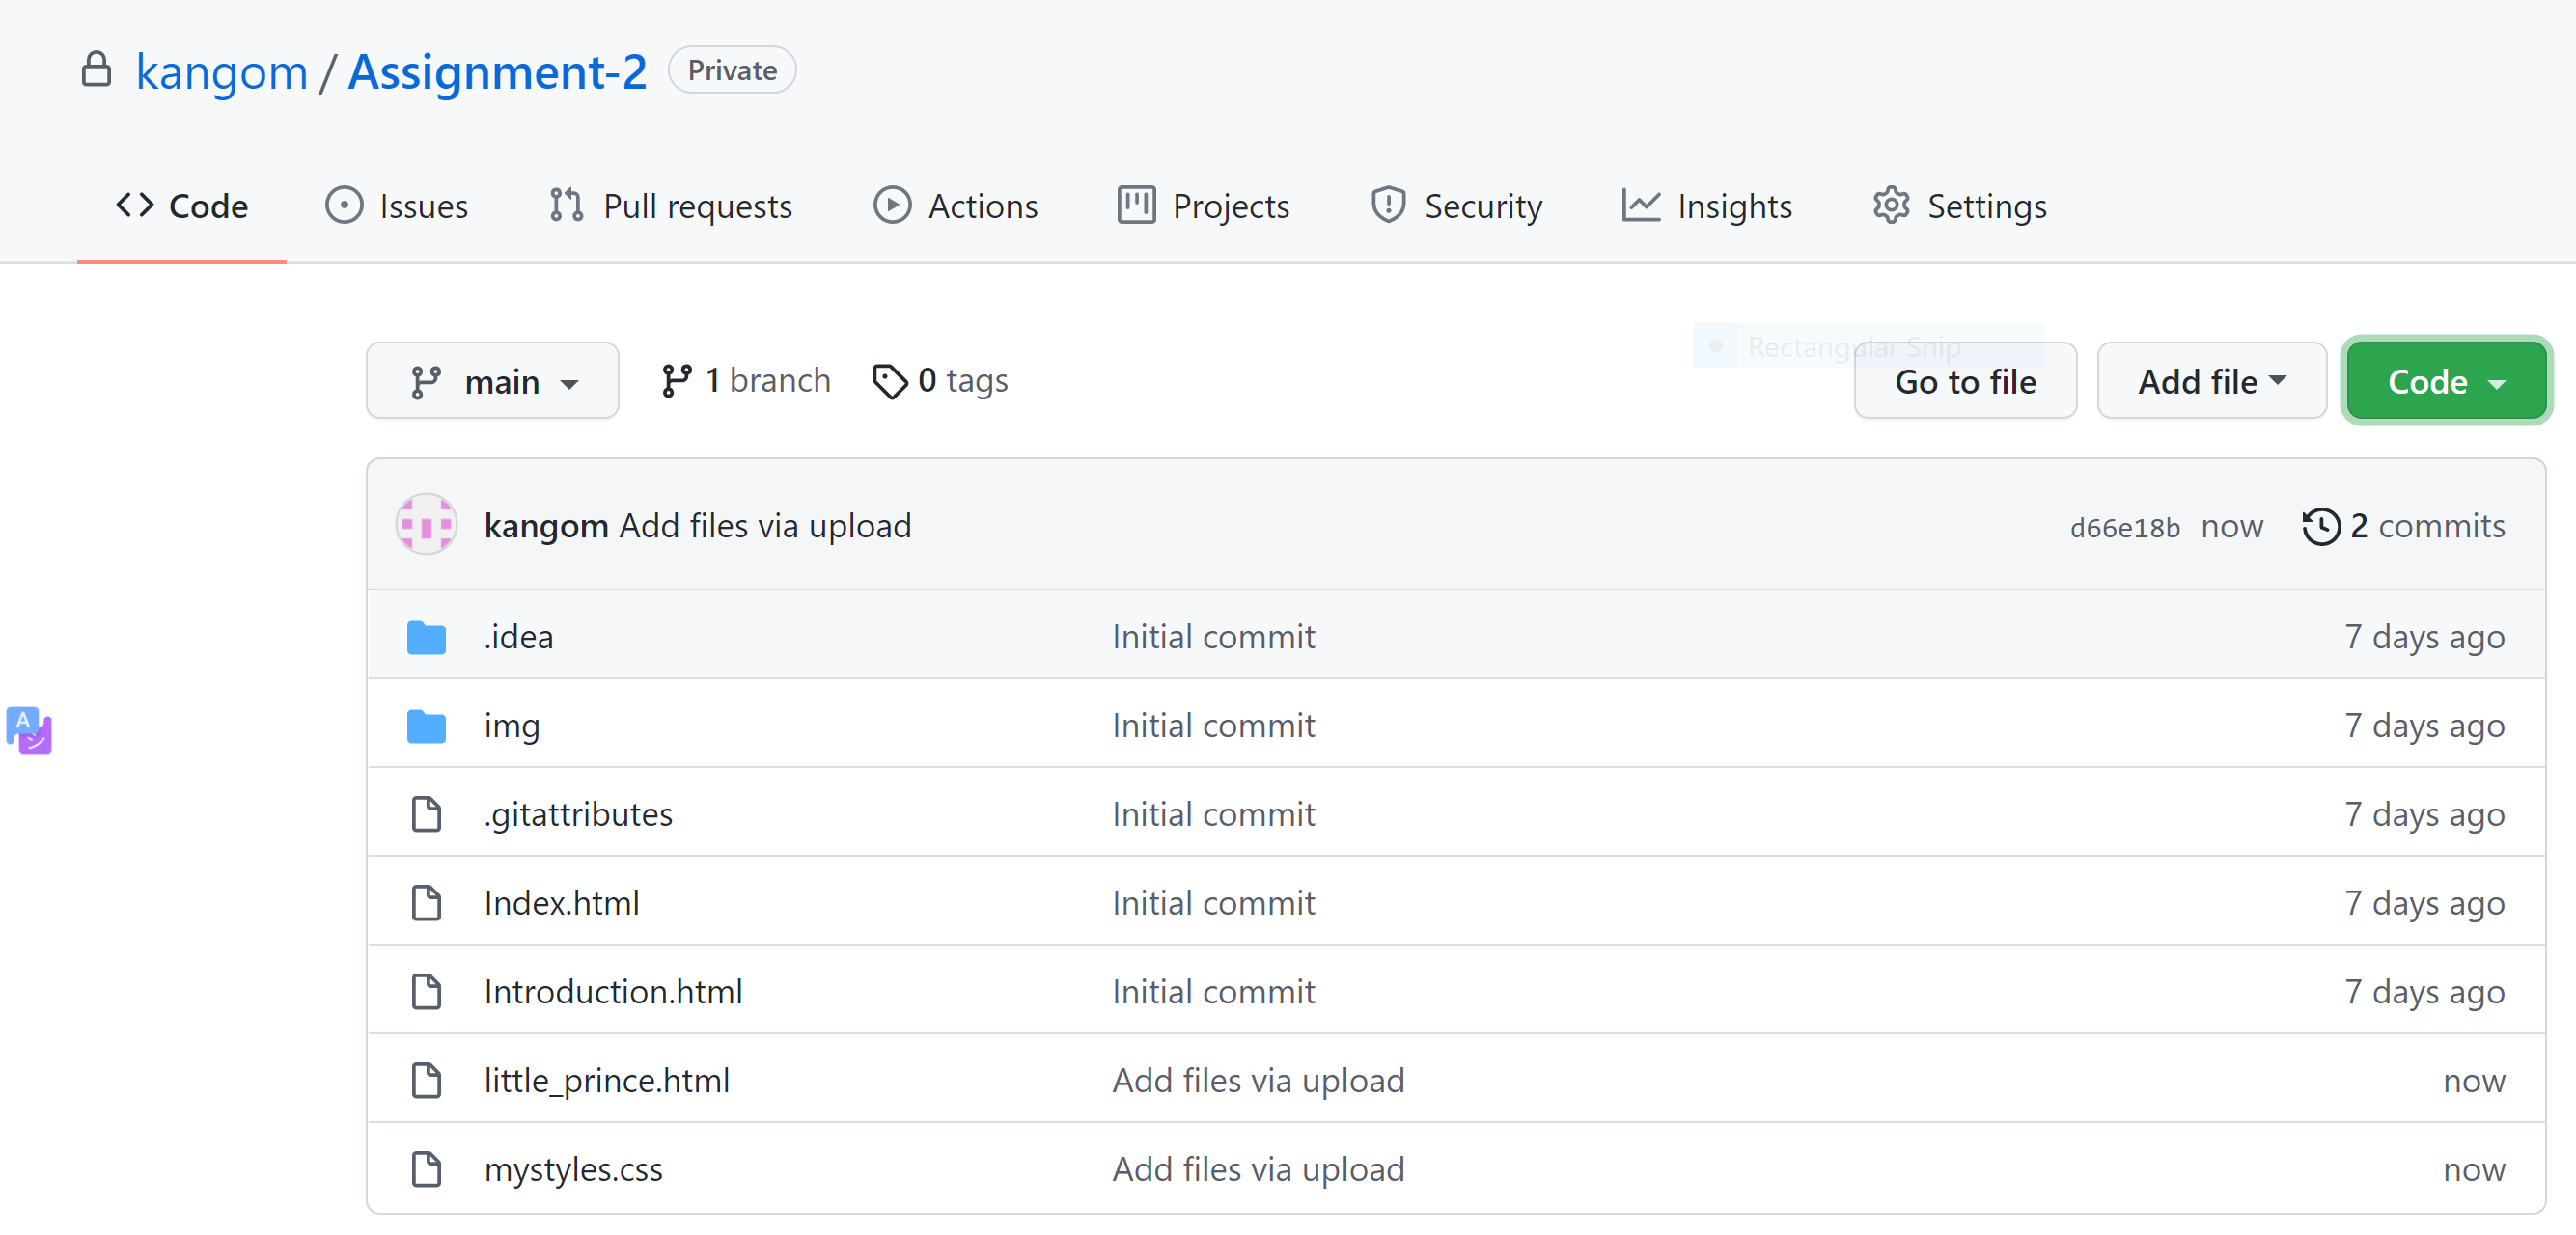 kangom / Assignment-2 Private
Code Issues Pull requests Actions Projects Security Insights Settings
Rectangular Snip
main 1 branch 0 tags Go to file Add file Code
kangom Add files via upload d66e18b now 2 commits
.idea Initial commit 7 days ago
img Initial commit 7 days ago
.gitattributes Initial commit 7 days ago
Index.html Initial commit 7 days ago
Introduction.html Initial commit 7 days ago
little_prince.html Add files via upload now
mystyles.css Add files via upload now